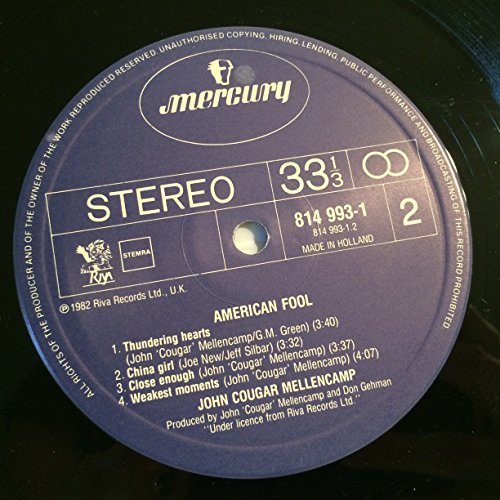 ALL RIGHTS OF THE PRODUCER AND OF THE OWNER OF THE WORK REPRODUCED RESERVED. UNAUTHORISED COPYING, HIRING, LENDING, PUBLIC PERFORMANCE AND BROADCASTING OF THIS RECORD PROHIBITED
mercury
STEREO
33 1/3
814 993-1
814 993-1.2
MADE IN HOLLAND
2
Riva
STEMRA
℗ 1982 Riva Records Ltd., U.K.
AMERICAN FOOL
1. Thundering hearts
(John 'Cougar' Mellencamp/G.M. Green) (3:40)
2. China girl (Joe New/Jeff Silbar) (3:32)
3. Close enough (John 'Cougar' Mellencamp) (3:37)
4. Weakest moments (John 'Cougar' Mellencamp) (4:07)
JOHN COUGAR MELLENCAMP
Produced by John 'Cougar' Mellencamp and Don Gehman
"Under licence from Riva Records Ltd."